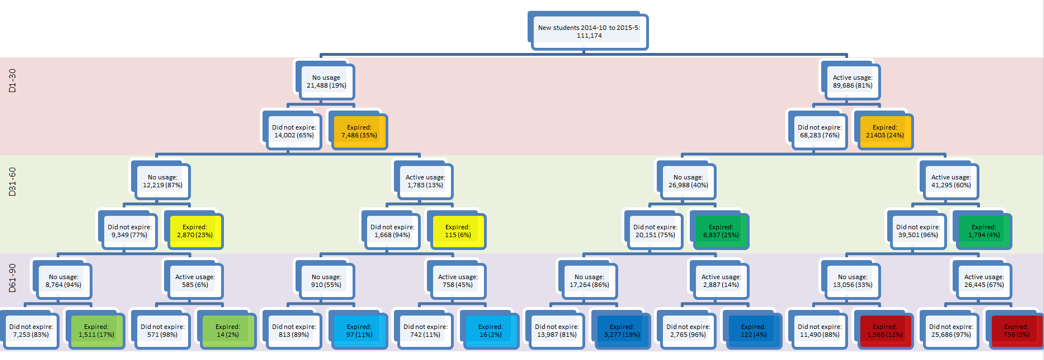 New students 2014-10 to 2015-5:
111,174
D1-30
No usage
21,488 (19%)
Active usage:
89,686 (81%)
Did not expire:
14,002 (65%)
Expired:
7,486 (35%)
Did not expire:
68,283 (76%)
Expired:
21403 (24%)
D31-60
No usage:
12,219 (87%)
Active usage:
1,783 (13%)
No usage:
26,988 (40%)
Active usage:
41,295 (60%)
Did not expire:
9,349 (77%)
Expired:
2,870 (23%)
Did not expire:
1,668 (94%)
Expired:
115 (6%)
Did not expire:
20,151 (75%)
Expired:
6,837 (25%)
Did not expire:
39,501 (96%)
Expired:
1,794 (4%)
D61-90
No usage:
8,764 (94%)
Active usage:
585 (6%)
No usage:
910 (55%)
Active usage:
758 (45%)
No usage:
17,264 (86%)
Active usage:
2,887 (14%)
No usage:
13,056 (33%)
Active usage:
26,445 (67%)
Did not expire:
7,253 (83%)
Expired:
1,511 (17%)
Did not expire:
571 (98%)
Expired:
14 (2%)
Did not expire:
813 (89%)
Expired:
97 (11%)
Did not expire:
742 (11%)
Expired:
16 (2%)
Did not expire:
13,987 (81%)
Expired:
3,277 (19%)
Did not expire:
2,765 (96%)
Expired:
122 (4%)
Did not expire:
11,490 (88%)
Expired:
1,566 (12%)
Did not expire:
25,686 (97%)
Expired:
756 (3%)